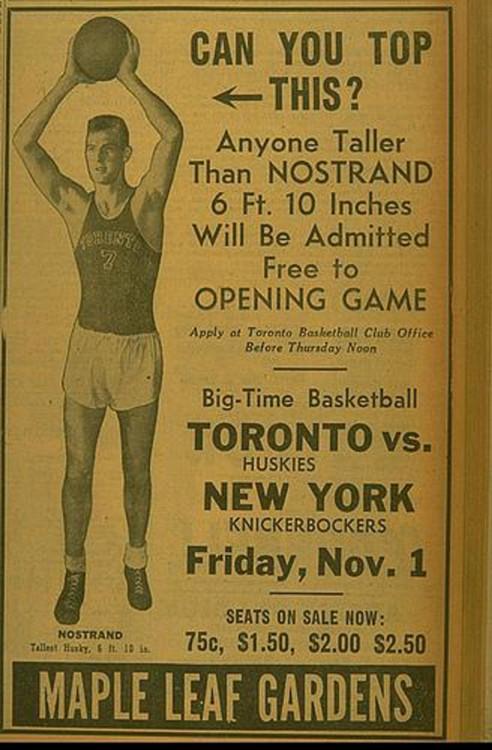 CAN YOU TOP
THIS?
Anyone Taller
Than NOSTRAND
6 Ft. 10 Inches
Will Be Admitted
Free to
OPENING GAME
Apply at Toronto Basketball Club Office
Before Thursday Noon
Big-Time Basketball
TORONTO vs.
HUSKIES
NEW YORK
KNICKERBOCKERS
Friday, Nov. 1
SEATS ON SALE NOW:
75c, $1.50, $2.00 $2.50
TORONTO
7
NOSTRAND
Tallest Husky, 6 ft. 10 in.
MAPLE LEAF GARDENS